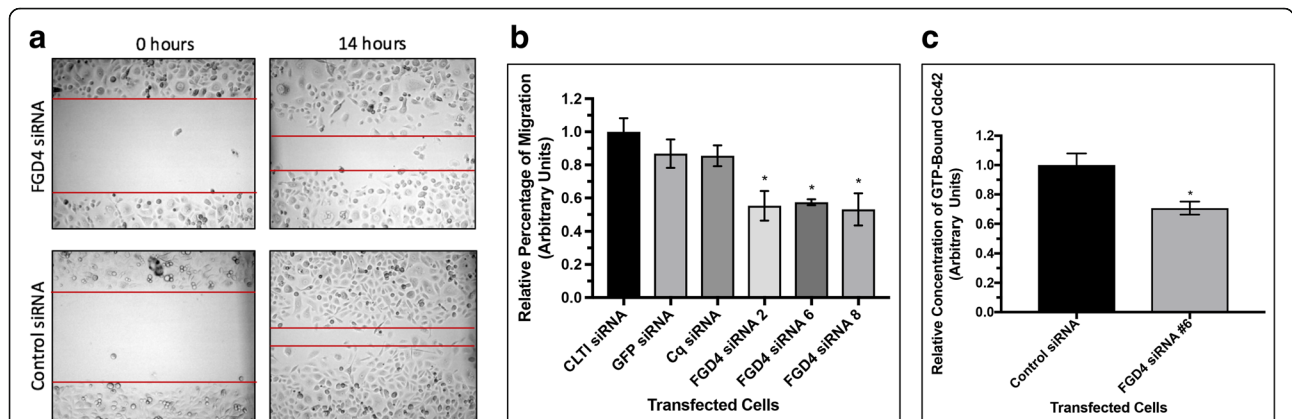 a
0 hours
14 hours
FGD4 siRNA
Control siRNA
b
Relative Percentage of Migration
(Arbitrary Units)
1.2
1.0
0.8
0.6
0.4
0.2
0.0
*
*
*
CLTI siRNA
GFP siRNA
Cq siRNA
FGD4 siRNA 2
FGD4 siRNA 6
FGD4 siRNA 8
Transfected Cells
c
Relative Concentration of GTP-Bound Cdc42
(Arbitrary Units)
1.2
1.0
0.8
0.6
0.4
0.2
0.0
*
Control siRNA
FGD4 siRNA #6
Transfected Cells